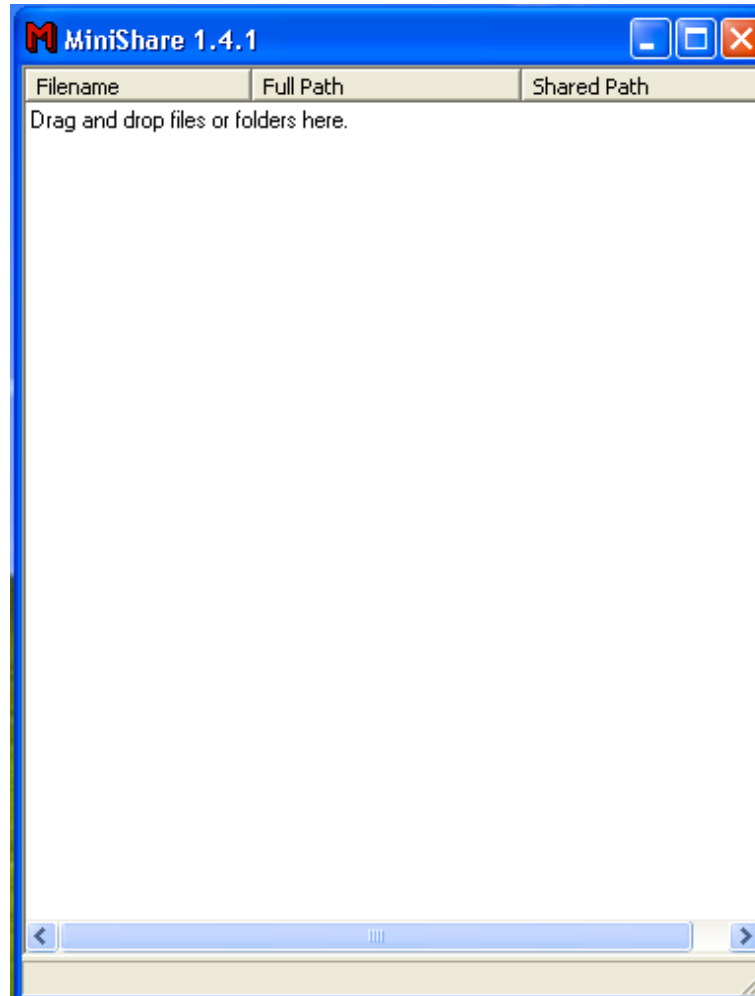 MiniShare 1.4.1
Filename Full Path Shared Path
Drag and drop files or folders here.